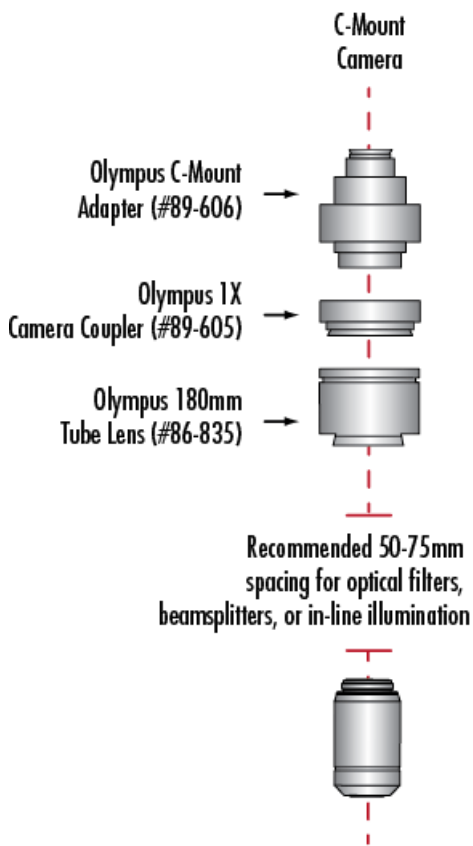 C-Mount
Camera
Olympus C-Mount
Adapter (#89-606)
Olympus 1X
Camera Coupler (#89-605)
Olympus 180mm
Tube Lens (#86-835)
Recommended 50-75mm
spacing for optical filters,
beamsplitters, or in-line illumination